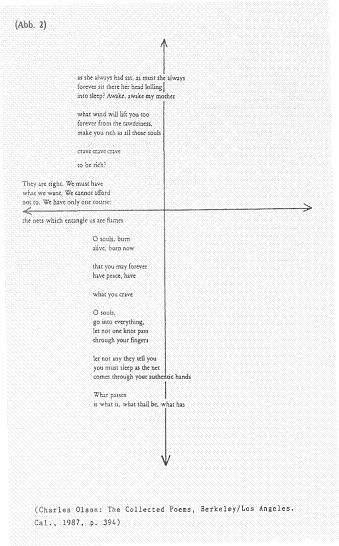 (Abb. 2)
as she always had sat, as must she always
forever sit there her head lolling
into sleep? Awake, awake my mother
what wind will lift you too
forever from the tawdriness,
make you rich as all those souls
crave crave crave
to be rich?
They are right. We must have
what we want. We cannot afford
not to. We have only one course:
the nets which entangle us are flames
O souls, burn
alive, burn now
that you may forever
have peace, have
what you crave
O souls,
go into everything,
let not one knot pass
through your fingers
let not any they tell you
you must sleep as the net
comes through your authentic hands
What passes
is what is, what shall be, what has
(Charles Olson: The Collected Poems, Berkeley/Los Angeles.
Cal., 1987, p. 394)